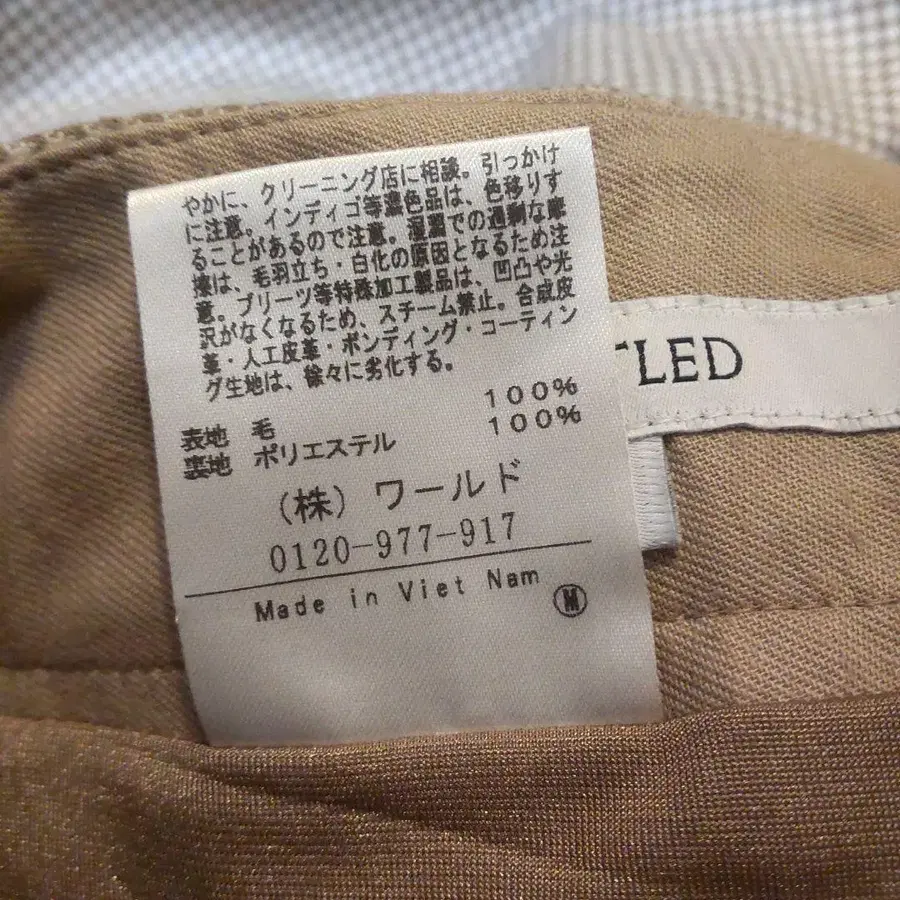 やかに、クリーニング店に相談。引っかけ
に注意。インディゴ等濃色品は、色移りす
ることがあるので注意。湿潤での過剰な摩
擦は、毛羽立ち・白化の原因となるため注
意。プリーツ等特殊加工製品は、凹凸や光
沢がなくなるため、スチーム禁止。合成皮
革・人工皮革・ボンディング・コーティン
グ生地は、徐々に劣化する。
表地 毛 100%
裏地 ポリエステル 100%
(株) ワールド
0120-977-917
Made in Viet Nam
M
TLED